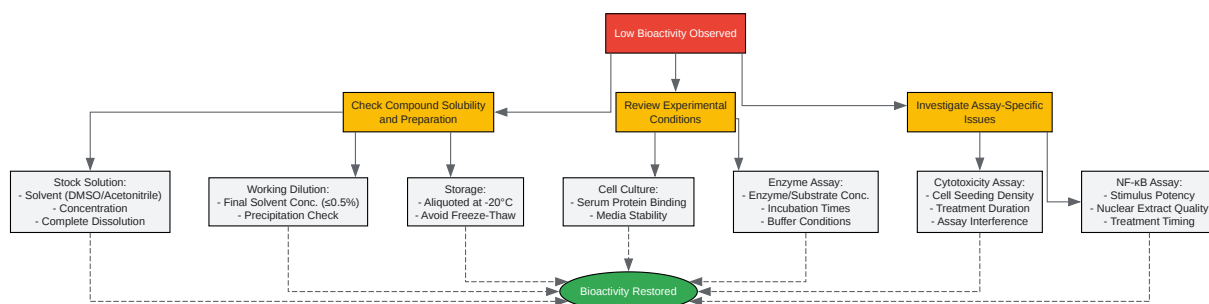 Low Bioactivity Observed
Check Compound Solubility
and Preparation
Review Experimental
Conditions
Investigate Assay-Specific
Issues
Stock Solution:
- Solvent (DMSO/Acetonitrile)
- Concentration
- Complete Dissolution
Working Dilution:
- Final Solvent Conc. (≤0.5%)
- Precipitation Check
Storage:
- Aliquoted at -20°C
- Avoid Freeze-Thaw
Cell Culture:
- Serum Protein Binding
- Media Stability
Enzyme Assay:
- Enzyme/Substrate Conc.
- Incubation Times
- Buffer Conditions
Cytotoxicity Assay:
- Cell Seeding Density
- Treatment Duration
- Assay Interference
NF-κB Assay:
- Stimulus Potency
- Nuclear Extract Quality
- Treatment Timing
Bioactivity Restored